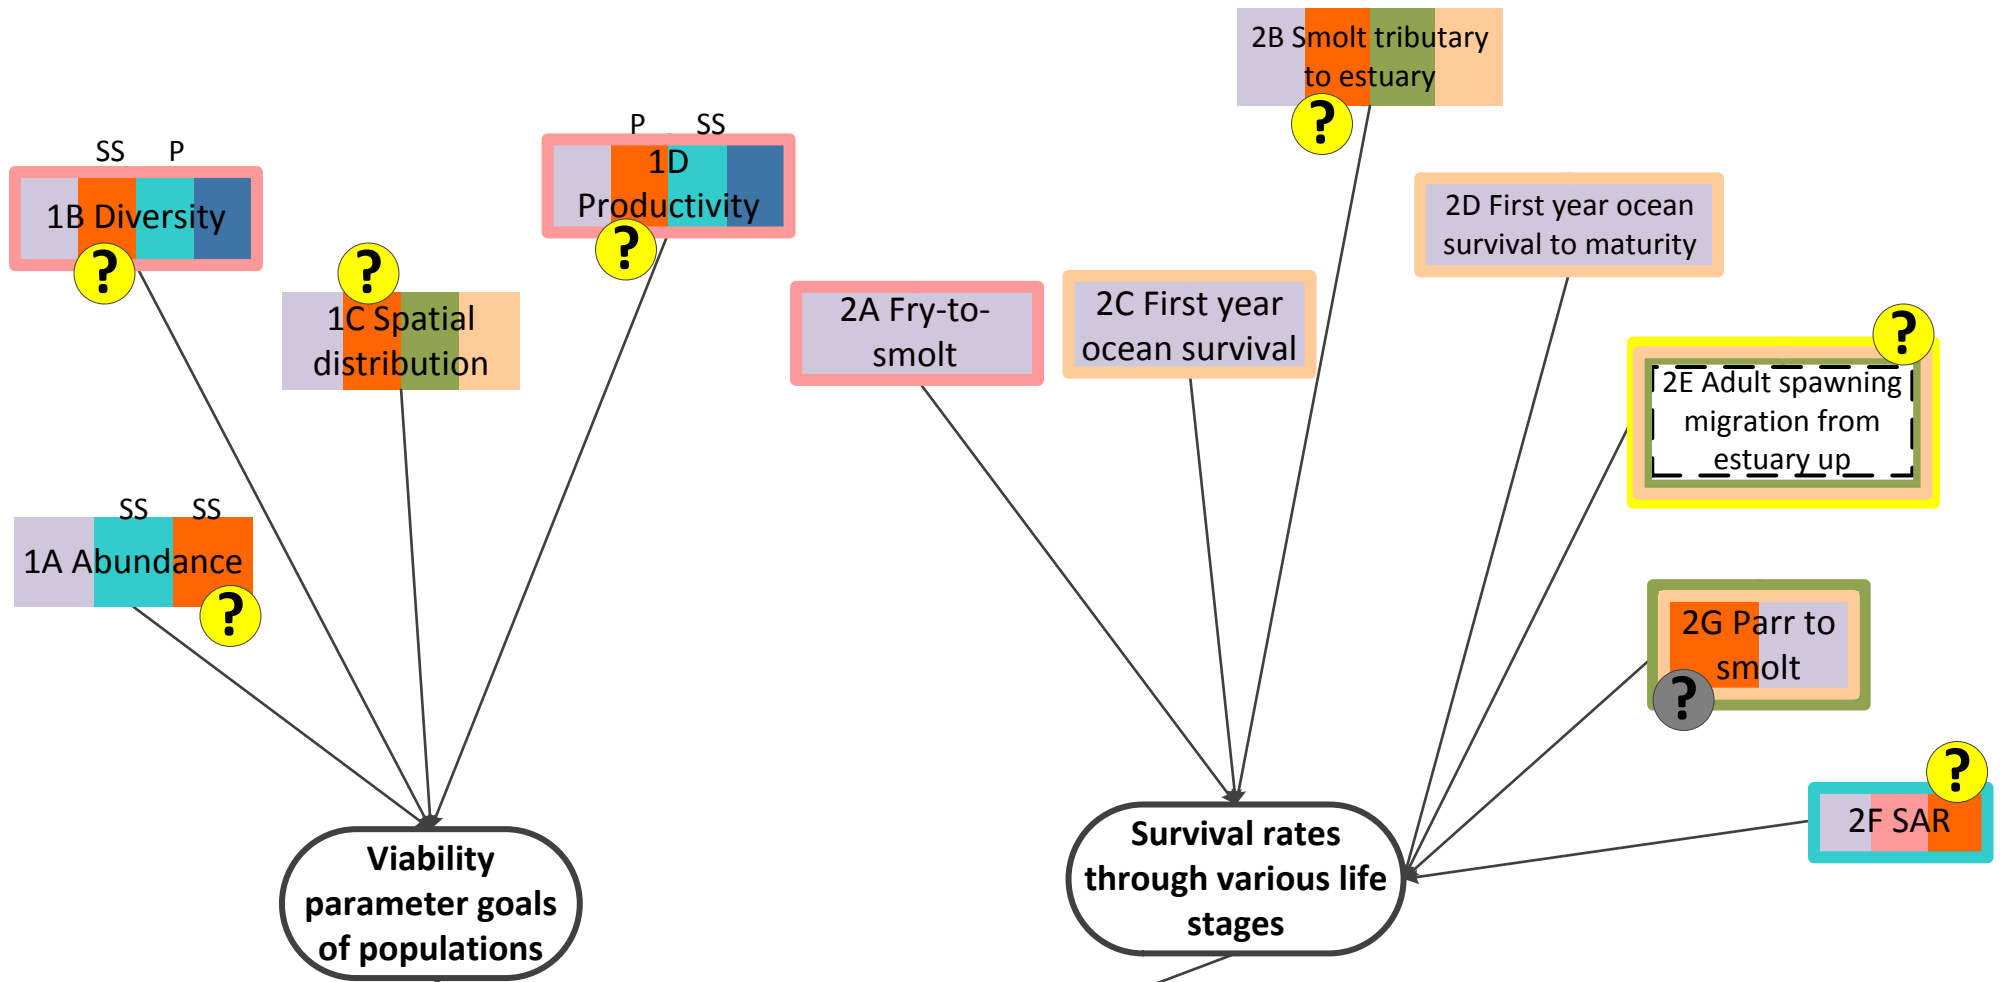 2B Smolt tributary
to estuary
?
P SS
1D
Productivity
?
SS P
1B Diversity
?
?
1C Spatial
distribution
2D First year ocean
survival to maturity
2A Fry-to-
smolt
2C First year
ocean survival
?
2E Adult spawning
migration from
estuary up
SS SS
1A Abundance
?
2G Parr to
smolt
?
?
2F SAR
Viability
parameter goals
of populations
Survival rates
through various life
stages